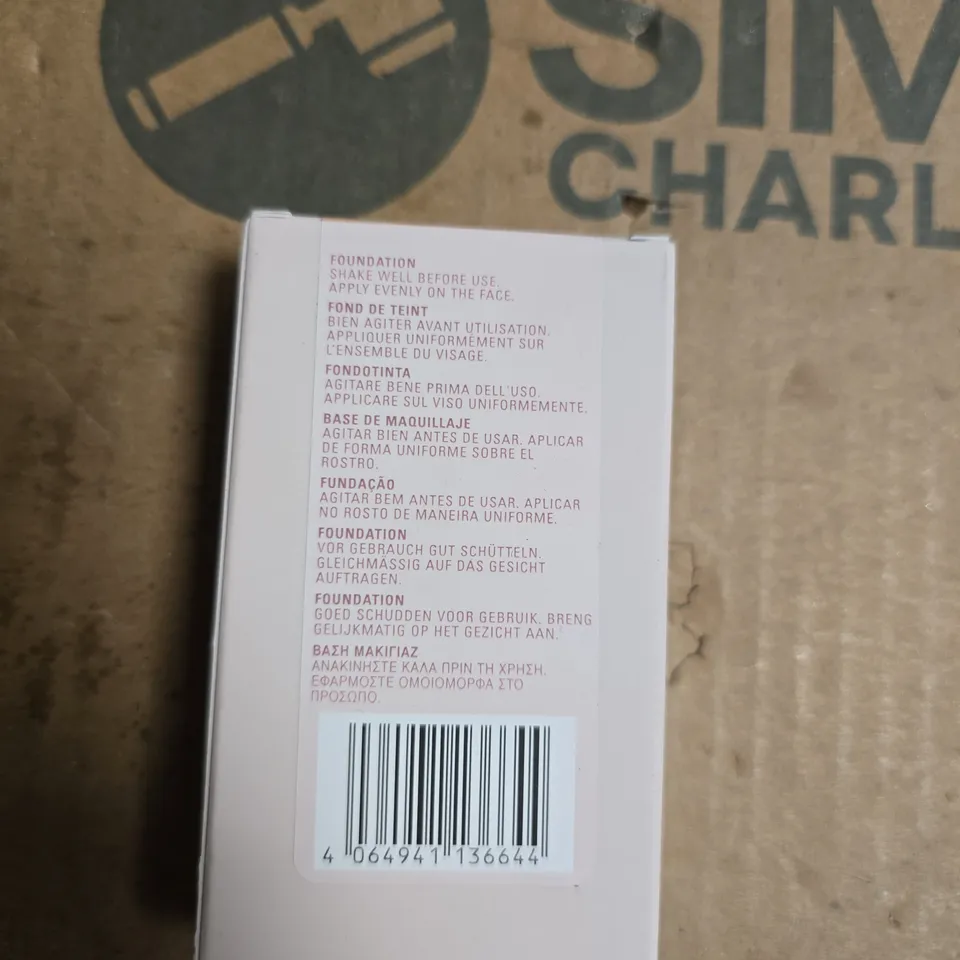 SIM
CHARL
FOUNDATION
SHAKE WELL BEFORE USE.
APPLY EVENLY ON THE FACE.
FOND DE TEINT
BIEN AGITER AVANT UTILISATION.
APPLIQUER UNIFORMÉMENT SUR
L'ENSEMBLE DU VISAGE.
FONDOTINTA
AGITARE BENE PRIMA DELL'USO.
APPLICARE SUL VISO UNIFORMEMENTE.
BASE DE MAQUILLAJE
AGITAR BIEN ANTES DE USAR. APLICAR
DE FORMA UNIFORME SOBRE EL
ROSTRO.
FUNDAÇÃO
AGITAR BEM ANTES DE USAR. APLICAR
NO ROSTO DE MANEIRA UNIFORME.
FOUNDATION
VOR GEBRAUCH GUT SCHÜTTELN.
GLEICHMÄSSIG AUF DAS GESICHT
AUFTRAGEN.
FOUNDATION
GOED SCHUDDEN VOOR GEBRUIK. BRENG
GELIJKMATIG OP HET GEZICHT AAN.
ΒΑΣΗ ΜΑΚΙΓΙΑΖ
ΑΝΑΚΙΝΗΣΤΕ ΚΑΛΑ ΠΡΙΝ ΤΗ ΧΡΗΣΗ.
ΕΦΑΡΜΟΣΤΕ ΟΜΟΙΟΜΟΡΦΑ ΣΤΟ
ΠΡΟΣΩΠΟ.
4 064941 136644